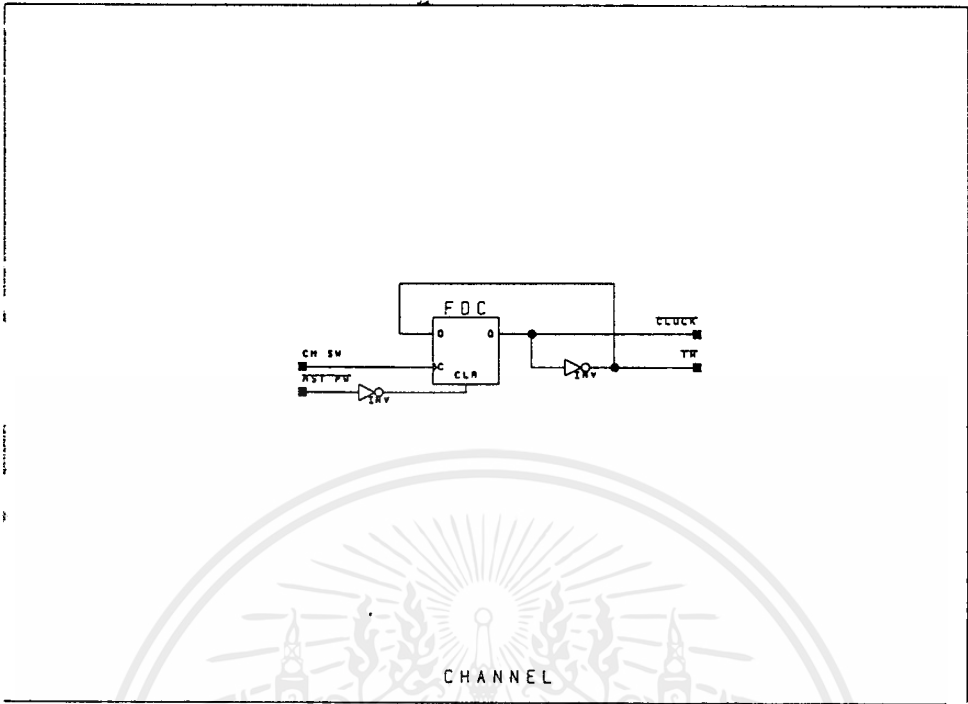 FDC
D Q
CLOCK
CH SW
C
TR
CLR
INV
RST PW
INV
CHANNEL